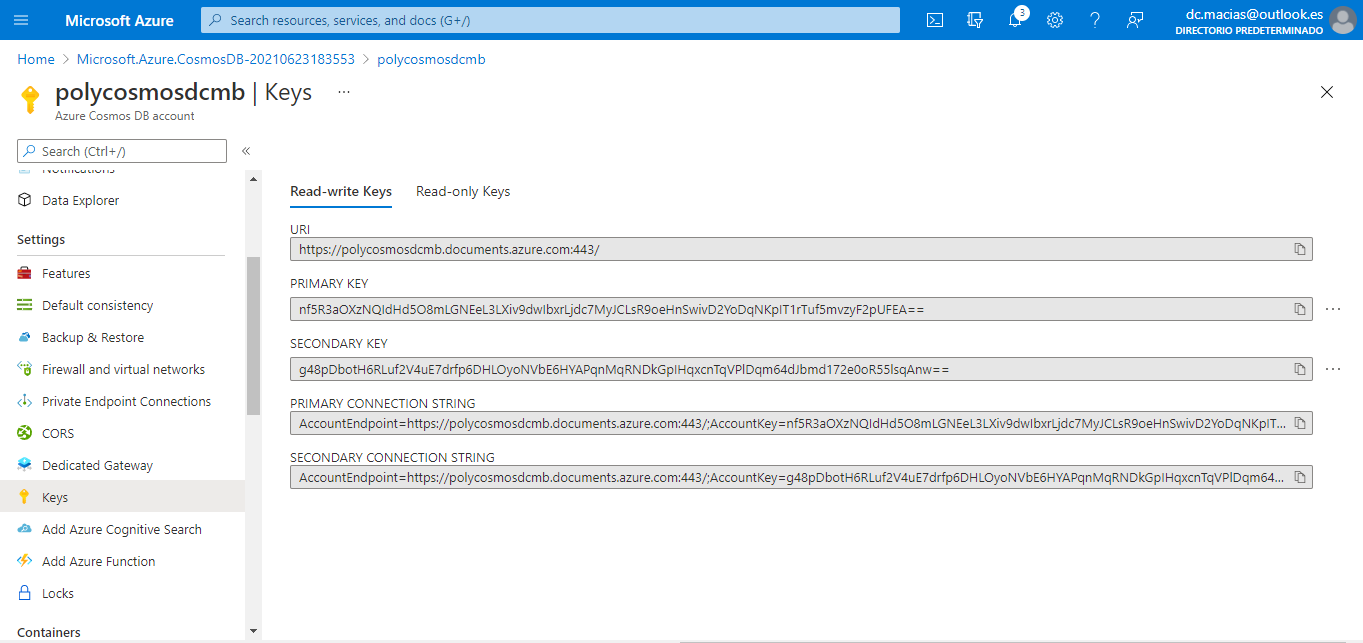 Microsoft Azure
Search resources, services, and docs (G+/)
3
dc.macias@outlook.es
DIRECTORIO PREDETERMINADO
Home > Microsoft.Azure.CosmosDB-20210623183553 > polycosmosdcmb
polycosmosdcmb | Keys ...
Azure Cosmos DB account
Search (Ctrl+/)
«
Notifications
Data Explorer
Settings
Features
Default consistency
Backup & Restore
Firewall and virtual networks
Private Endpoint Connections
CORS
Dedicated Gateway
Keys
Add Azure Cognitive Search
Add Azure Function
Locks
Containers
Read-write Keys Read-only Keys
URI
https://polycosmosdcmb.documents.azure.com:443/
PRIMARY KEY
SECONDARY KEY
PRIMARY CONNECTION STRING
AccountEndpoint=https://polycosmosdcmb.documents.azure.com:443/;AccountKey=
SECONDARY CONNECTION STRING
AccountEndpoint=https://polycosmosdcmb.documents.azure.com:443/;AccountKey=